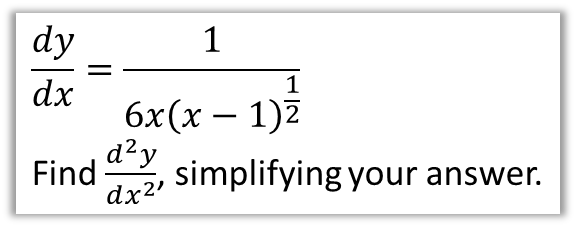 dy/dx = 1/(6x(x − 1)^(1/2))
Find d²y/dx², simplifying your answer.